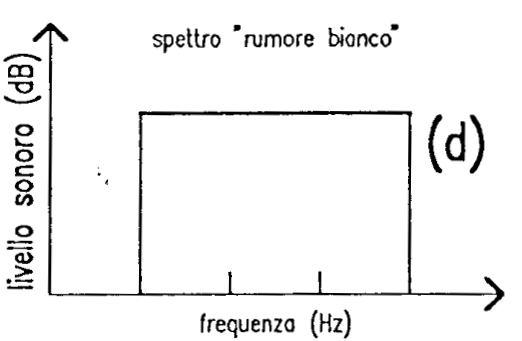 spettro "rumore bianco"
livello sonoro (dB)
(d)
frequenza (Hz)